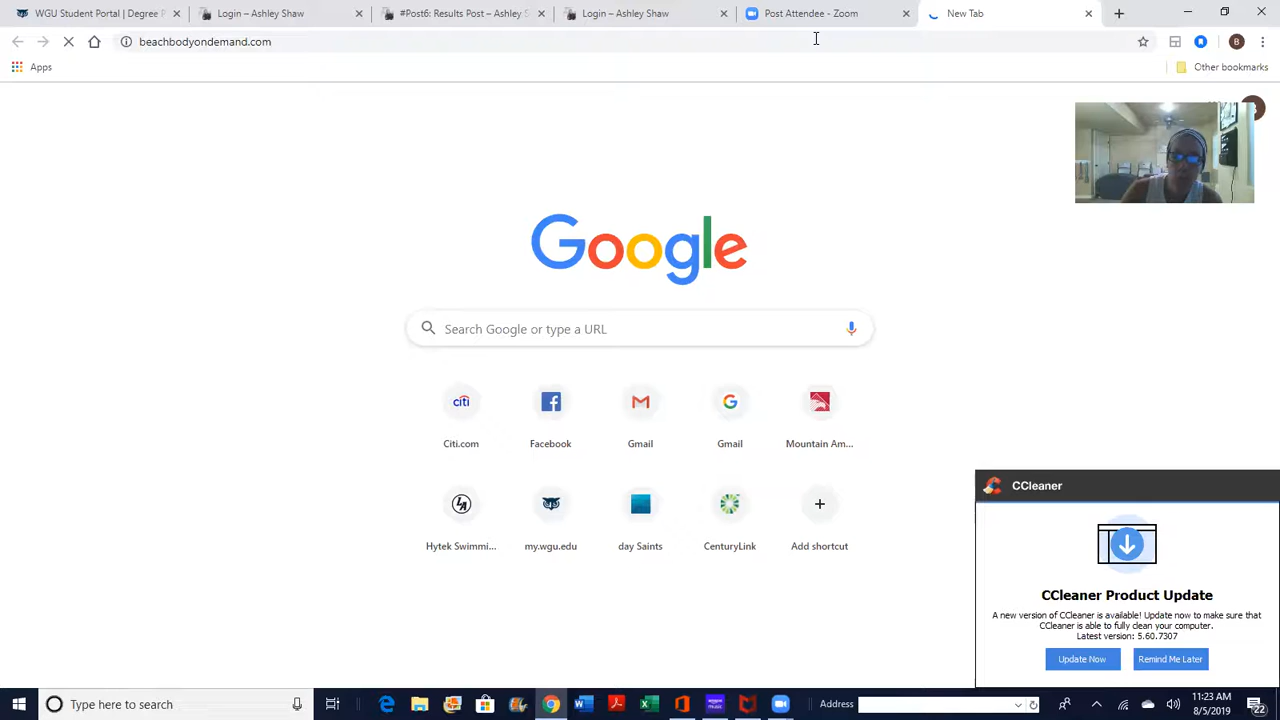 WGU Student Portal | Degree P
Login – Ashley Shaw
#Post6: Results Post – Ashley S
Login – Ashley Shaw
Post Attendee - Zoom
New Tab
beachbodyondemand.com
B
Apps
Other bookmarks
Google
Search Google or type a URL
citi
G
Citi.com
Facebook
Gmail
Gmail
Mountain Am...
Hytek Swimmi...
my.wgu.edu
day Saints
CenturyLink
Add shortcut
CCleaner
CCleaner Product Update
A new version of CCleaner is available! Update now to make sure that
CCleaner is able to fully clean your computer.
Latest version: 5.60.7307
Update Now
Remind Me Later
Type here to search
Address
11:23 AM
8/5/2019
22